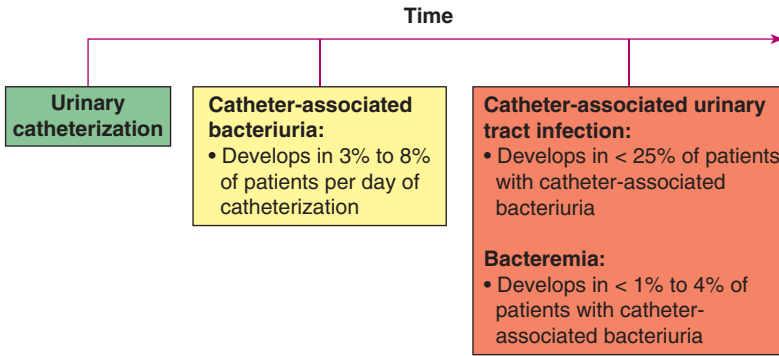 Time
Urinary
catheterization
Catheter-associated
bacteriuria:
• Develops in 3% to 8%
of patients per day of
catheterization
Catheter-associated urinary
tract infection:
• Develops in < 25% of patients
with catheter-associated
bacteriuria
Bacteremia:
• Develops in < 1% to 4% of
patients with catheter-
associated bacteriuria